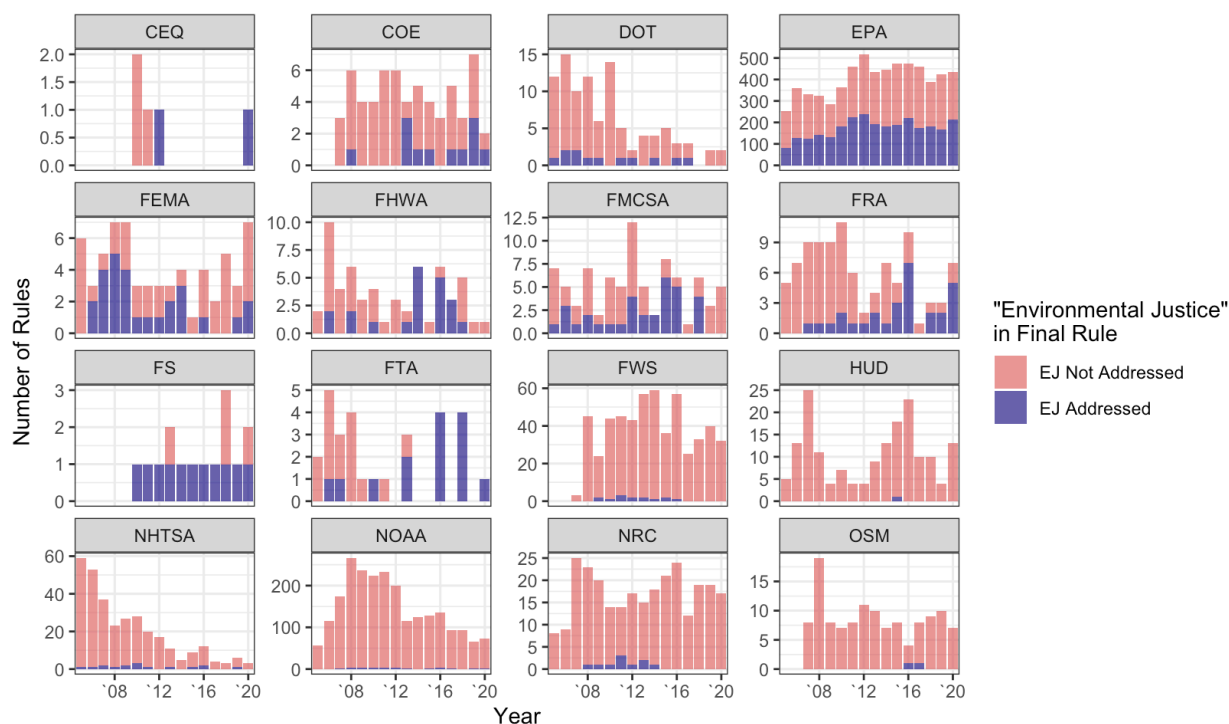 CEQ COE DOT EPA
2.0 1.5 1.0 0.5 0.0
6 4 2 0
15 10 5 0
500 400 300 200 100 0
FEMA FHWA FMCSA FRA
6 4 2 0
10.0 7.5 5.0 2.5 0.0
12.5 10.0 7.5 5.0 2.5 0.0
9 6 3 0
FS FTA FWS HUD
3 2 1 0
5 4 3 2 1 0
60 40 20 0
25 20 15 10 5 0
NHTSA NOAA NRC OSM
60 40 20 0
200 100 0
25 20 15 10 5 0
15 10 5 0
`08 `12 `16 `20 `08 `12 `16 `20 `08 `12 `16 `20 `08 `12 `16 `20
Year
Number of Rules
"Environmental Justice"
in Final Rule
EJ Not Addressed
EJ Addressed